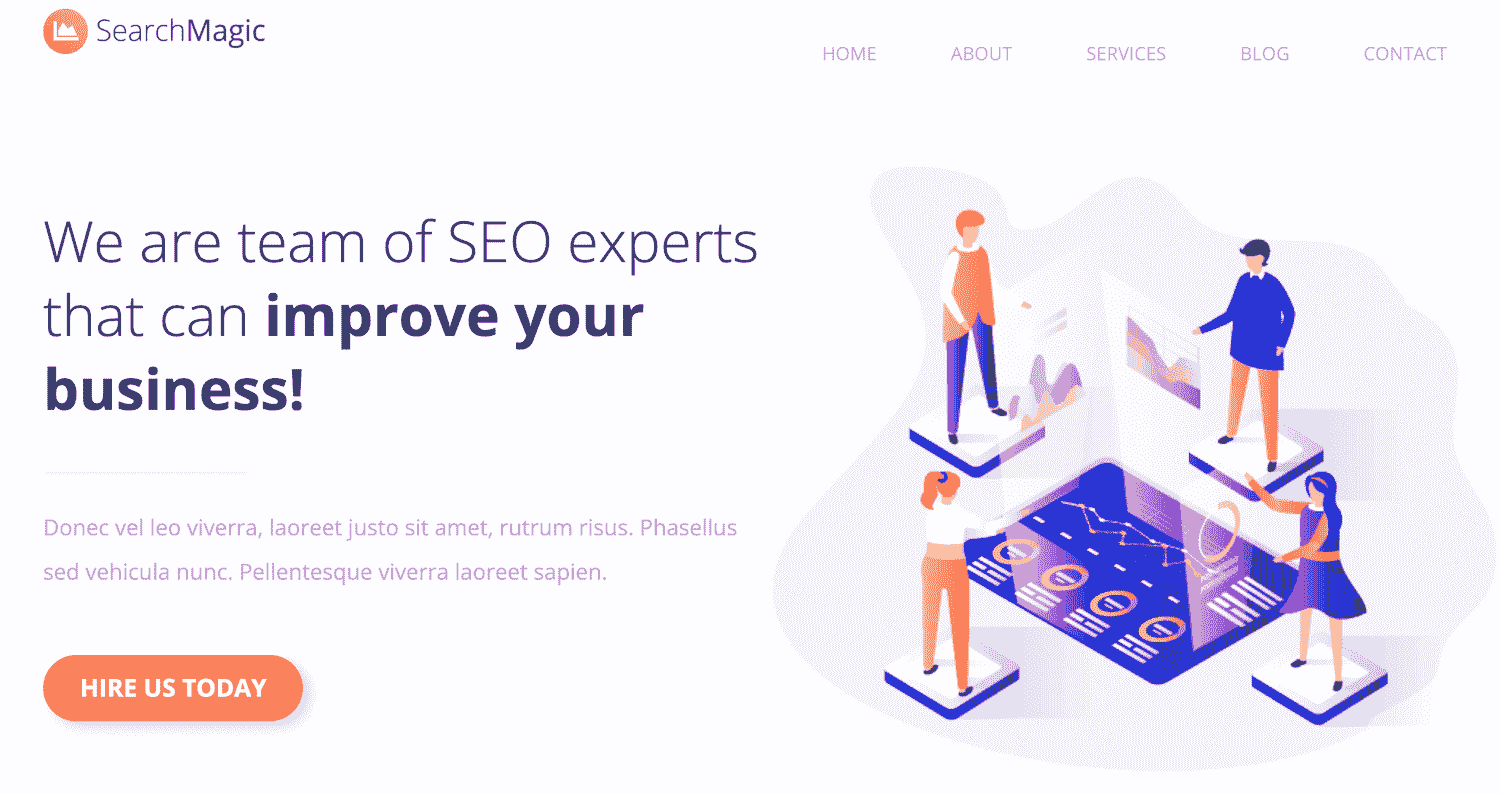 SearchMagic
HOME ABOUT SERVICES BLOG CONTACT
We are team of SEO experts
that can improve your
business!
Donec vel leo viverra, laoreet justo sit amet, rutrum risus. Phasellus
sed vehicula nunc. Pellentesque viverra laoreet sapien.
HIRE US TODAY